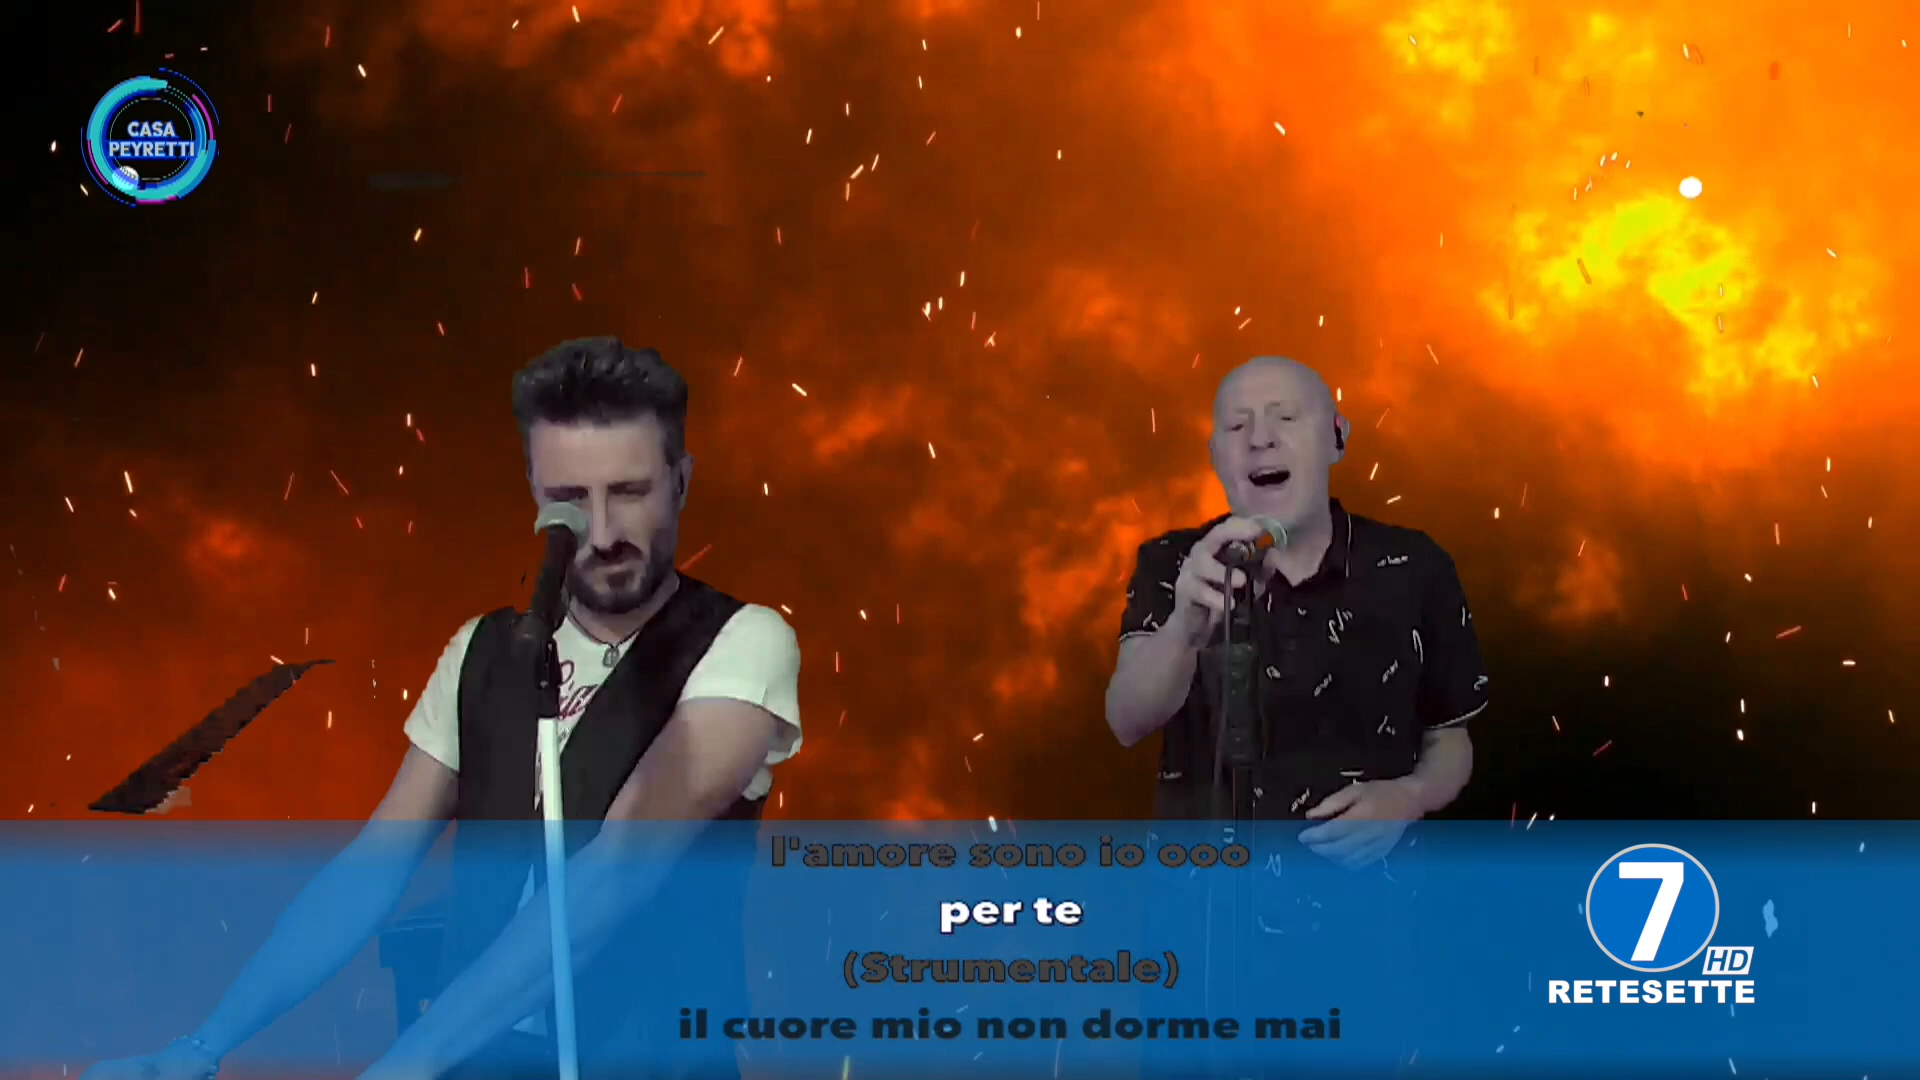 CASA
PEYRETTI
l'amore sono io ooo
per te
(Strumentale)
il cuore mio non dorme mai
7
HD
RETESETTE